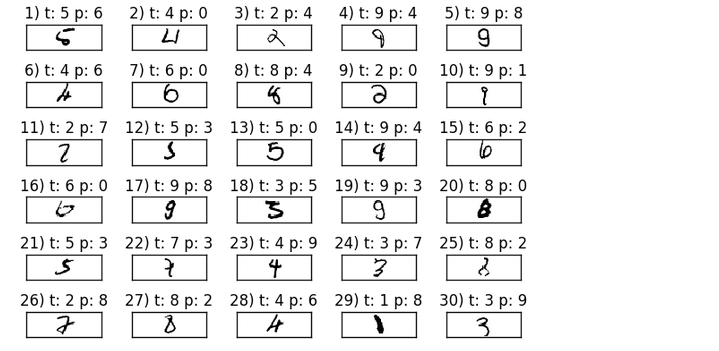 1) t: 5 p: 6 2) t: 4 p: 0 3) t: 2 p: 4 4) t: 9 p: 4 5) t: 9 p: 8
5 4 2 9 9
6) t: 4 p: 6 7) t: 6 p: 0 8) t: 8 p: 4 9) t: 2 p: 0 10) t: 9 p: 1
4 6 8 2 9
11) t: 2 p: 7 12) t: 5 p: 3 13) t: 5 p: 0 14) t: 9 p: 4 15) t: 6 p: 2
2 5 5 9 6
16) t: 6 p: 0 17) t: 9 p: 8 18) t: 3 p: 5 19) t: 9 p: 3 20) t: 8 p: 0
6 9 3 9 8
21) t: 5 p: 3 22) t: 7 p: 3 23) t: 4 p: 9 24) t: 3 p: 7 25) t: 8 p: 2
5 7 4 3 8
26) t: 2 p: 8 27) t: 8 p: 2 28) t: 4 p: 6 29) t: 1 p: 8 30) t: 3 p: 9
2 8 4 1 3